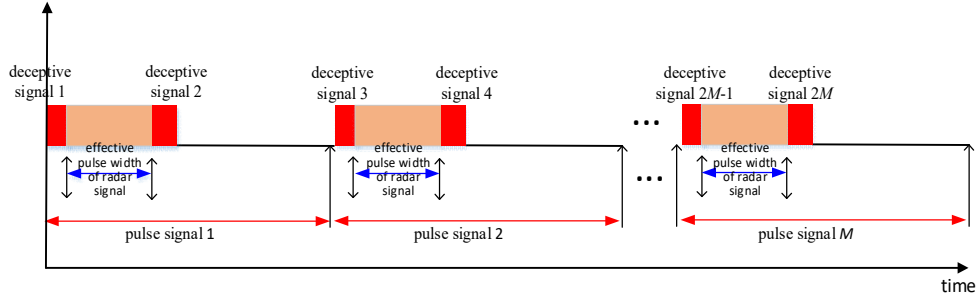 deceptive
signal 1
deceptive
signal 2
deceptive
signal 3
deceptive
signal 4
deceptive
signal 2M-1
deceptive
signal 2M
...
effective
pulse width
of radar
signal
effective
pulse width
of radar
signal
...
effective
pulse width
of radar
signal
pulse signal 1
pulse signal 2
pulse signal M
time